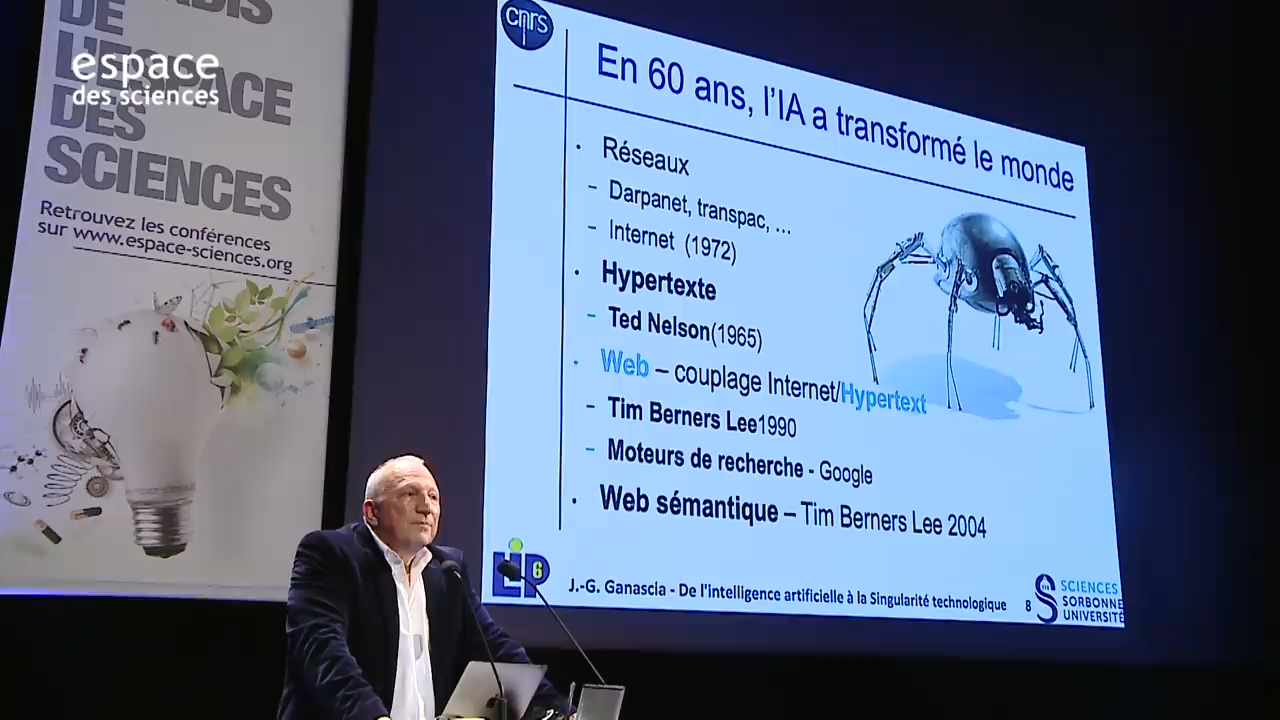 DE
L'ESPACE
DES
SCIENCES
espace
des sciences
Retrouvez les conférences
sur www.espace-sciences.org
cnrs
En 60 ans, l'IA a transformé le monde
· Réseaux
– Darpanet, transpac, ...
– Internet (1972)
· Hypertexte
– Ted Nelson(1965)
· Web – couplage Internet/Hypertext
– Tim Berners Lee1990
– Moteurs de recherche - Google
· Web sémantique – Tim Berners Lee 2004
LIP6
J.-G. Ganascia - De l'intelligence artificielle à la Singularité technologique
8
SCIENCES
SORBONNE
UNIVERSITÉ